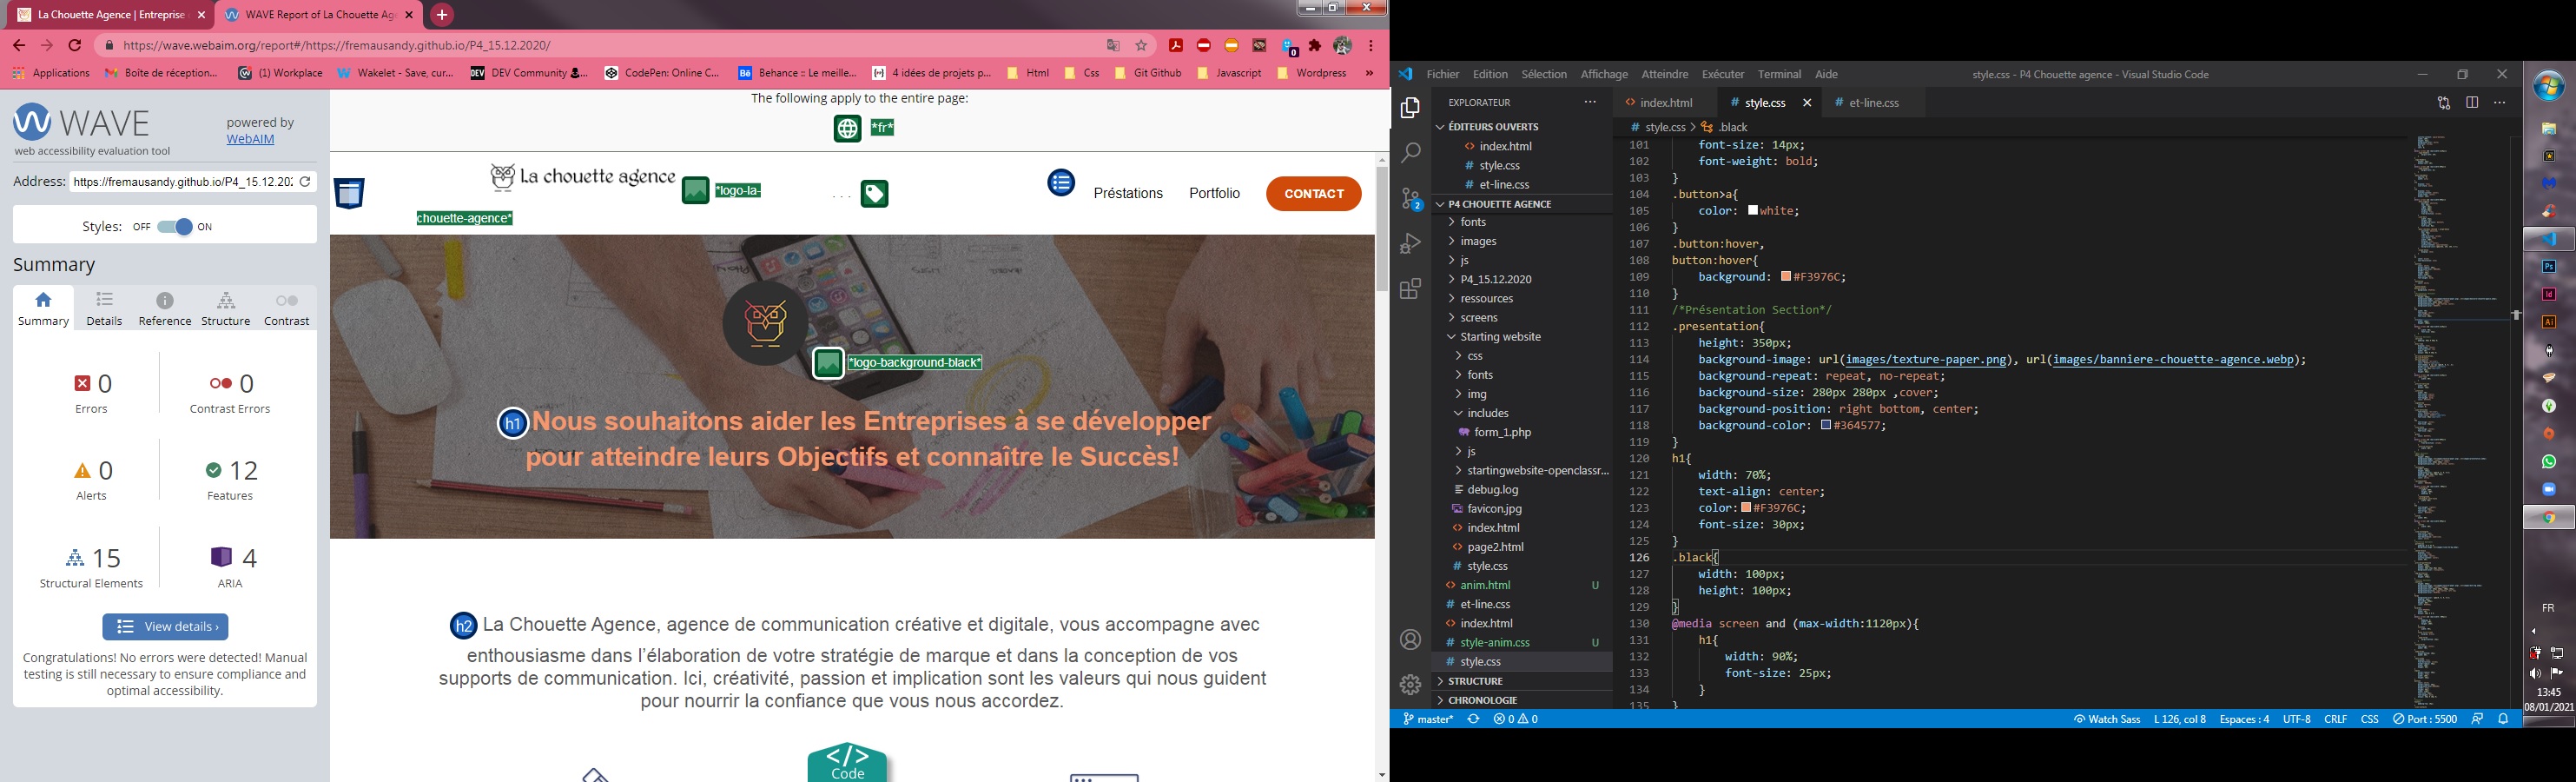 La Chouette Agence | Entreprise
WAVE Report of La Chouette Age
https://wave.webaim.org/report#/https://fremausandy.github.io/P4_15.12.2020/
0
Applications
Boîte de réception...
(1) Workplace
Wakelet - Save, cur...
DEV Community
CodePen: Online C...
Behance :: Le meille...
4 idées de projets p...
Html
Css
Git Github
Javascript
Wordpress
»
WAVE
web accessibility evaluation tool
powered by
WebAIM
Address:
https://fremausandy.github.io/P4_15.12.202
Styles: OFF ON
Summary
Summary Details Reference Structure Contrast
0 0
Errors Contrast Errors
0 12
Alerts Features
15 4
Structural Elements ARIA
View details ›
Congratulations! No errors were detected! Manual
testing is still necessary to ensure compliance and
optimal accessibility.
The following apply to the entire page:
*fr*
La chouette agence
*logo-la-
chouette-agence*
. . .
Préstations
Portfolio
CONTACT
*logo-background-black*
h1 Nous souhaitons aider les Entreprises à se développer
pour atteindre leurs Objectifs et connaître le Succès!
h2 La Chouette Agence, agence de communication créative et digitale, vous accompagne avec
enthousiasme dans l'élaboration de votre stratégie de marque et dans la conception de vos
supports de communication. Ici, créativité, passion et implication sont les valeurs qui nous guident
pour nourrir la confiance que vous nous accordez.
</>
Code
Fichier Edition Sélection Affichage Atteindre Exécuter Terminal Aide
style.css - P4 Chouette agence - Visual Studio Code
EXPLORATEUR
ÉDITEURS OUVERTS
index.html
style.css
et-line.css
P4 CHOUETTE AGENCE
fonts
images
js
P4_15.12.2020
ressources
screens
Starting website
css
fonts
img
includes
form_1.php
js
startingwebsite-openclassr...
debug.log
favicon.jpg
index.html
page2.html
style.css
anim.html U
et-line.css
index.html
style-anim.css U
style.css
STRUCTURE
CHRONOLOGIE
2
index.html
style.css
et-line.css
style.css > .black
101 font-size: 14px;
102 font-weight: bold;
103 }
104 .button>a{
105 color: white;
106 }
107 .button:hover,
108 button:hover{
109 background: #F3976C;
110 }
111 /*Présentation Section*/
112 .presentation{
113 height: 350px;
114 background-image: url(images/texture-paper.png), url(images/banniere-chouette-agence.webp);
115 background-repeat: repeat, no-repeat;
116 background-size: 280px 280px ,cover;
117 background-position: right bottom, center;
118 background-color: #364577;
119 }
120 h1{
121 width: 70%;
122 text-align: center;
123 color: #F3976C;
124 font-size: 30px;
125 }
126 .black{
127 width: 100px;
128 height: 100px;
129 }
130 @media screen and (max-width:1120px){
131 h1{
132 width: 90%;
133 font-size: 25px;
134 }
135 }
master* 0 0
Watch Sass L 126, col 8 Espaces : 4 UTF-8 CRLF CSS Port : 5500
Ps
Id
Ai
FR
13:45
08/01/2021